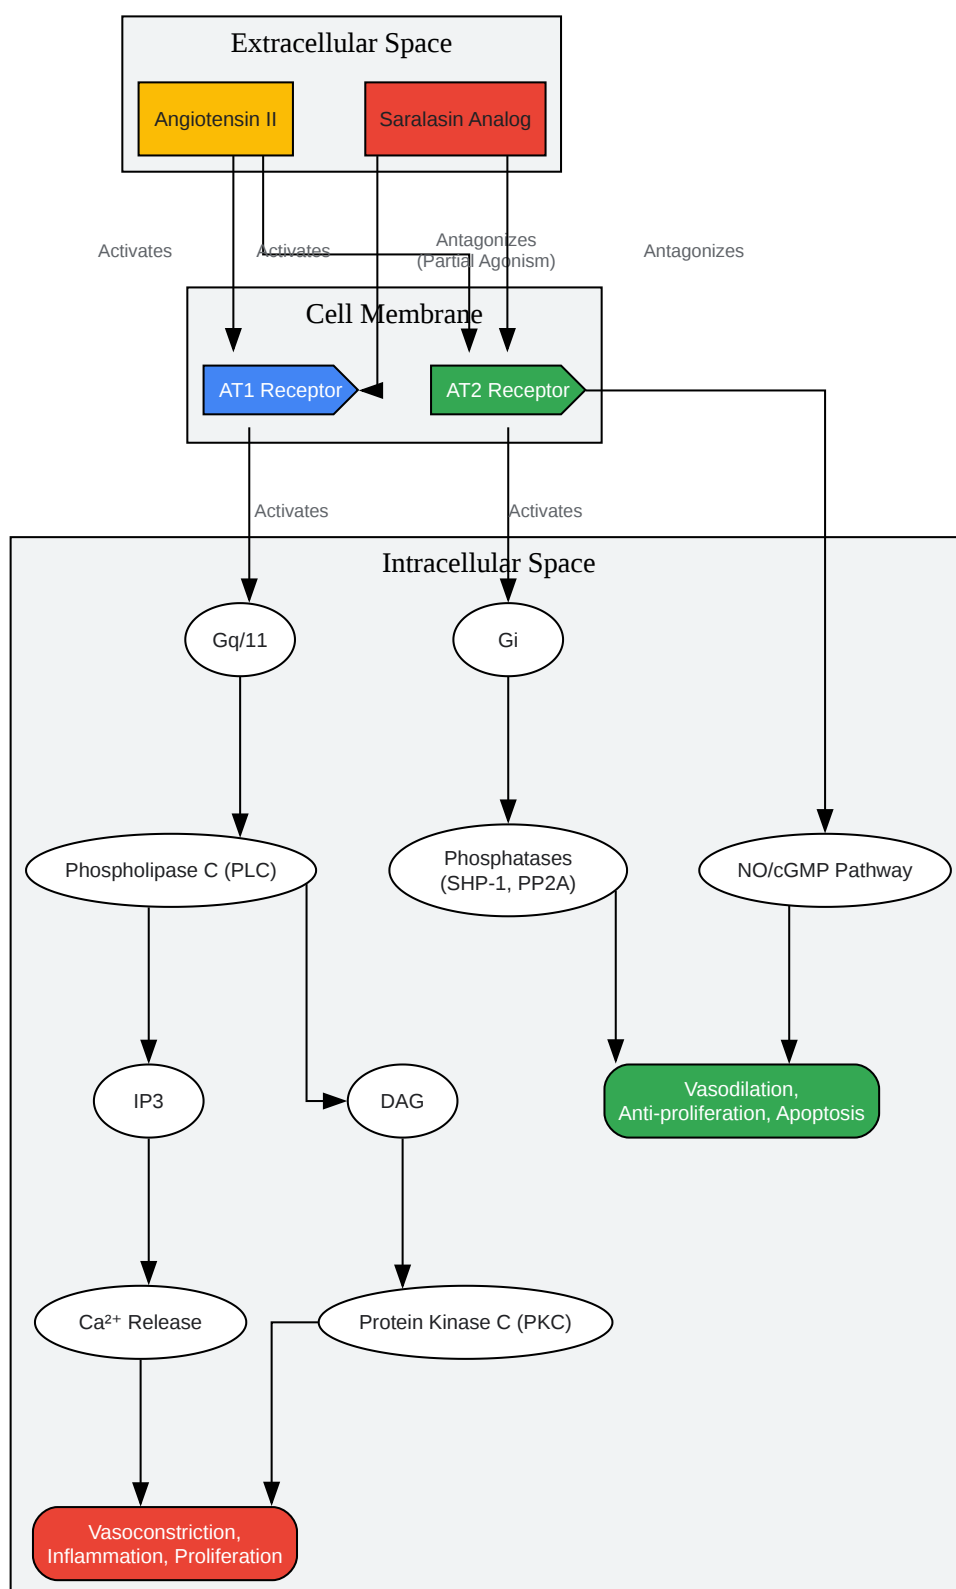 Extracellular Space
Angiotensin II
Saralasin Analog
Activates
Activates
Antagonizes
(Partial Agonism)
Antagonizes
Cell Membrane
AT1 Receptor
AT2 Receptor
Activates
Activates
Intracellular Space
Gq/11
Gi
Phospholipase C (PLC)
Phosphatases
(SHP-1, PP2A)
NO/cGMP Pathway
IP3
DAG
Vasodilation,
Anti-proliferation, Apoptosis
Ca²⁺ Release
Protein Kinase C (PKC)
Vasoconstriction,
Inflammation, Proliferation